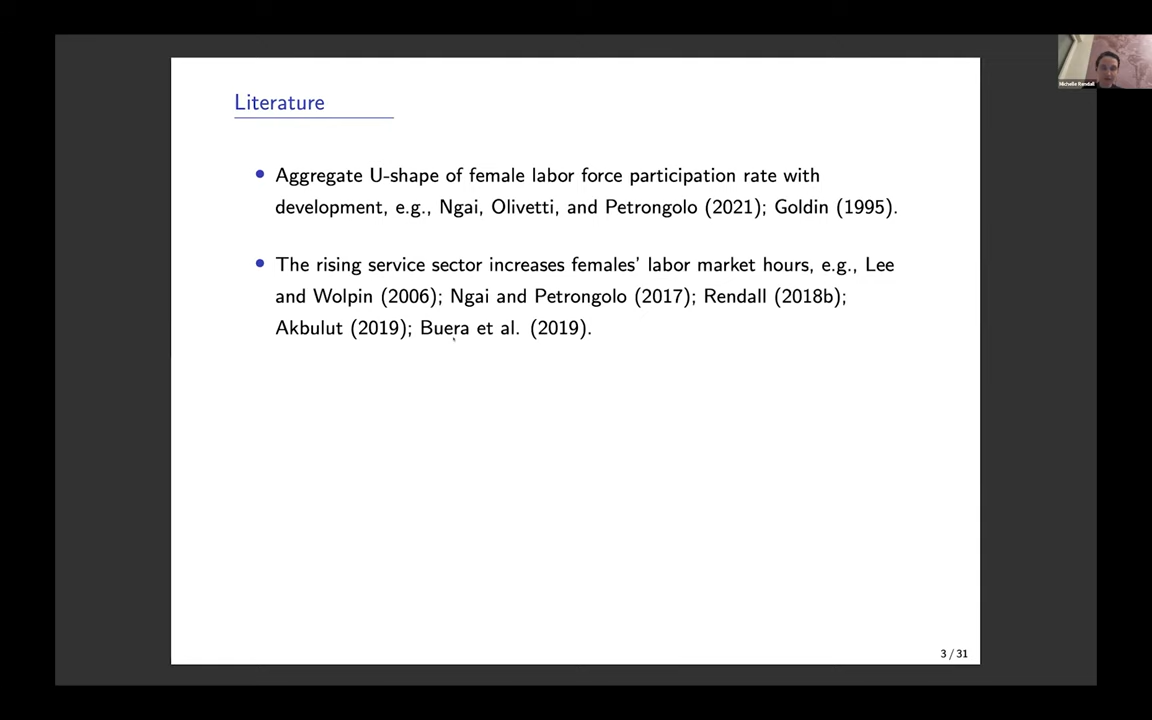 Michelle Rendall
Literature
Aggregate U-shape of female labor force participation rate with
development, e.g., Ngai, Olivetti, and Petrongolo (2021); Goldin (1995).
The rising service sector increases females' labor market hours, e.g., Lee
and Wolpin (2006); Ngai and Petrongolo (2017); Rendall (2018b);
Akbulut (2019); Buera et al. (2019).
3 / 31